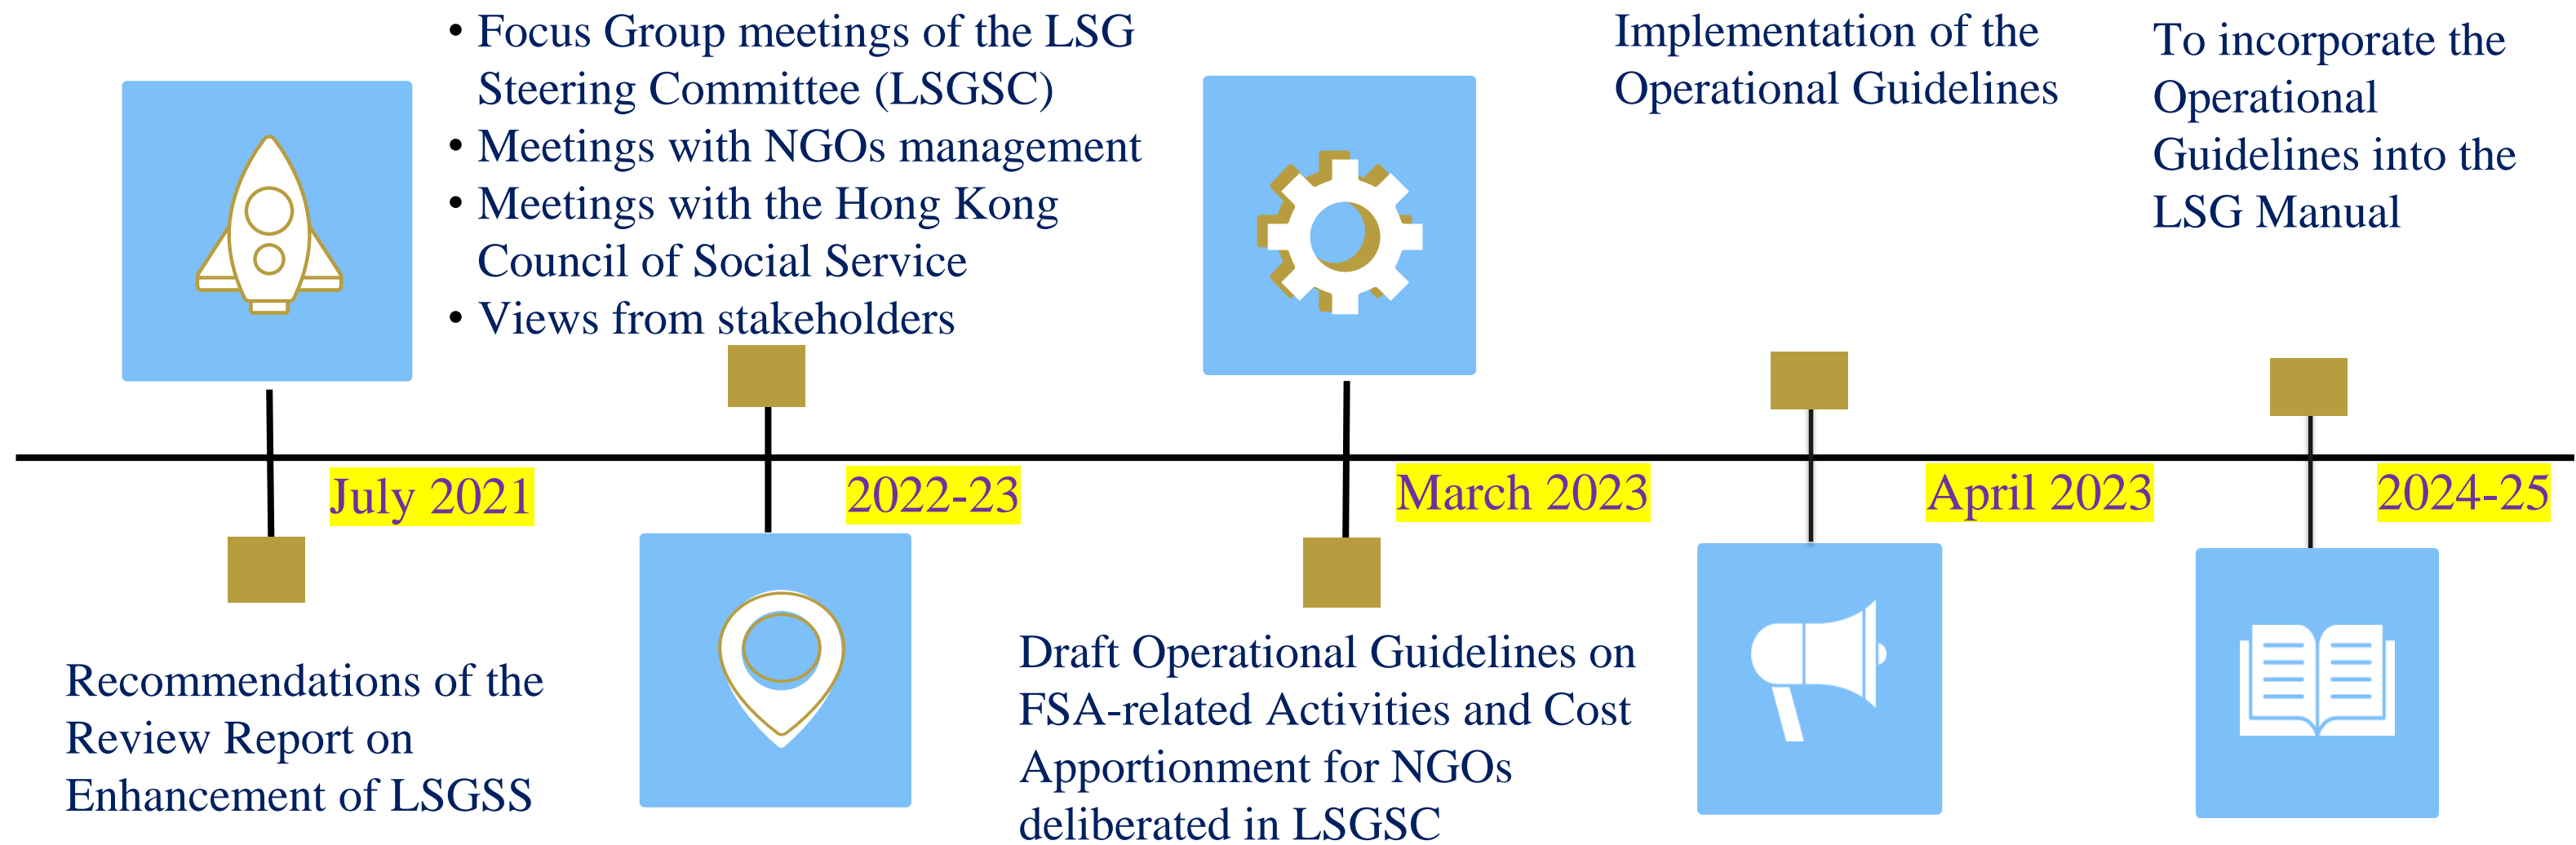 • Focus Group meetings of the LSG
Steering Committee (LSGSC)
• Meetings with NGOs management
• Meetings with the Hong Kong
Council of Social Service
• Views from stakeholders
Implementation of the
Operational Guidelines
To incorporate the
Operational
Guidelines into the
LSG Manual
July 2021
2022-23
March 2023
April 2023
2024-25
Recommendations of the
Review Report on
Enhancement of LSGSS
Draft Operational Guidelines on
FSA-related Activities and Cost
Apportionment for NGOs
deliberated in LSGSC